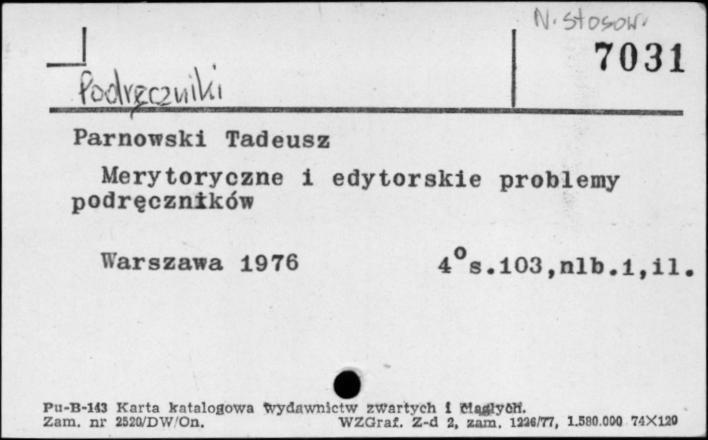 N. stosow.
7031
Podręczniki
Parnowski Tadeusz
Merytoryczne i edytorskie problemy
podręczników
Warszawa 1976 4°s.103,nlb.1,il.
Pu-B-143 Karta katalogowa wydawnictw zwartych i ciągłych.
Zam. nr 2520/DW/On. WZGraf. Z-d 2, zam. 1226/77, 1.580.000 74X120